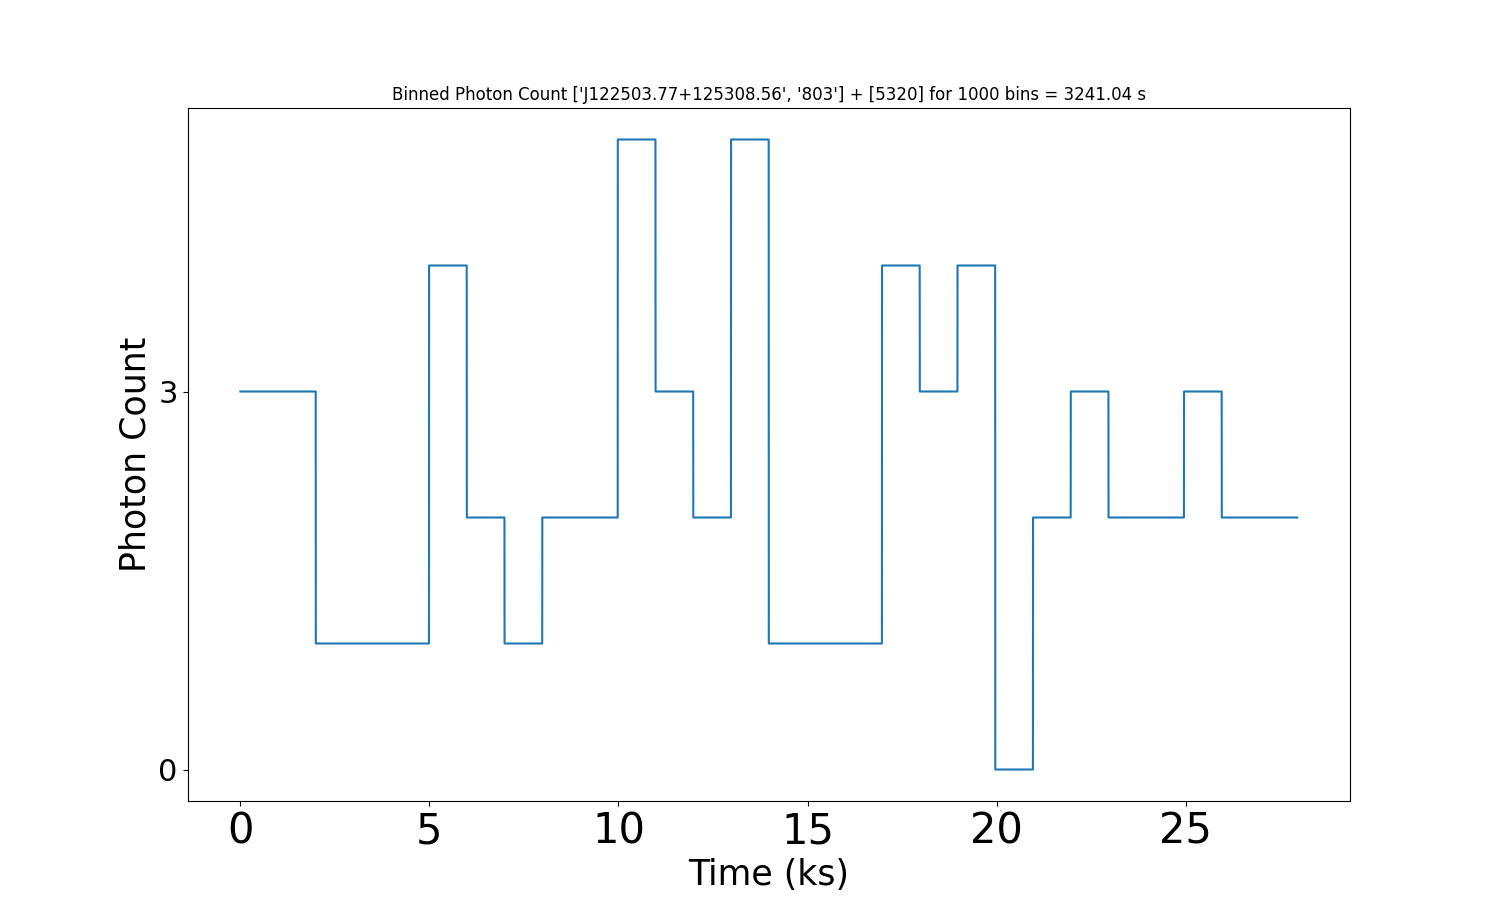 Binned Photon Count ['J122503.77+125308.56', '803'] + [5320] for 1000 bins = 3241.04 s
Photon Count
3
0
0 5 10 15 20 25
Time (ks)